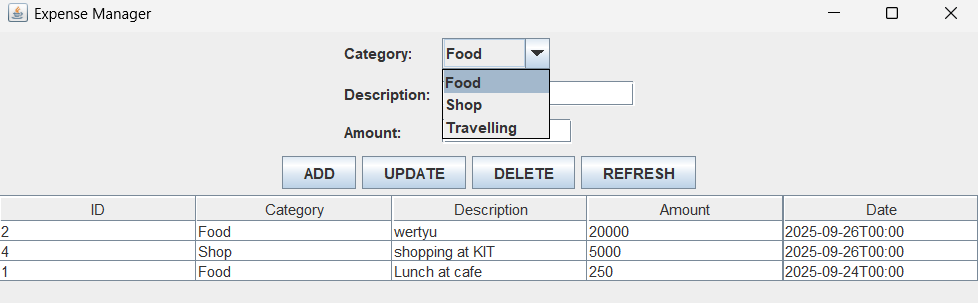 Expense Manager
Category: Food
Food
Description:
Shop
Travelling
Amount:
ADD UPDATE DELETE REFRESH
ID Category Description Amount Date
2 Food wertyu 20000 2025-09-26T00:00
4 Shop shopping at KIT 5000 2025-09-26T00:00
1 Food Lunch at cafe 250 2025-09-24T00:00